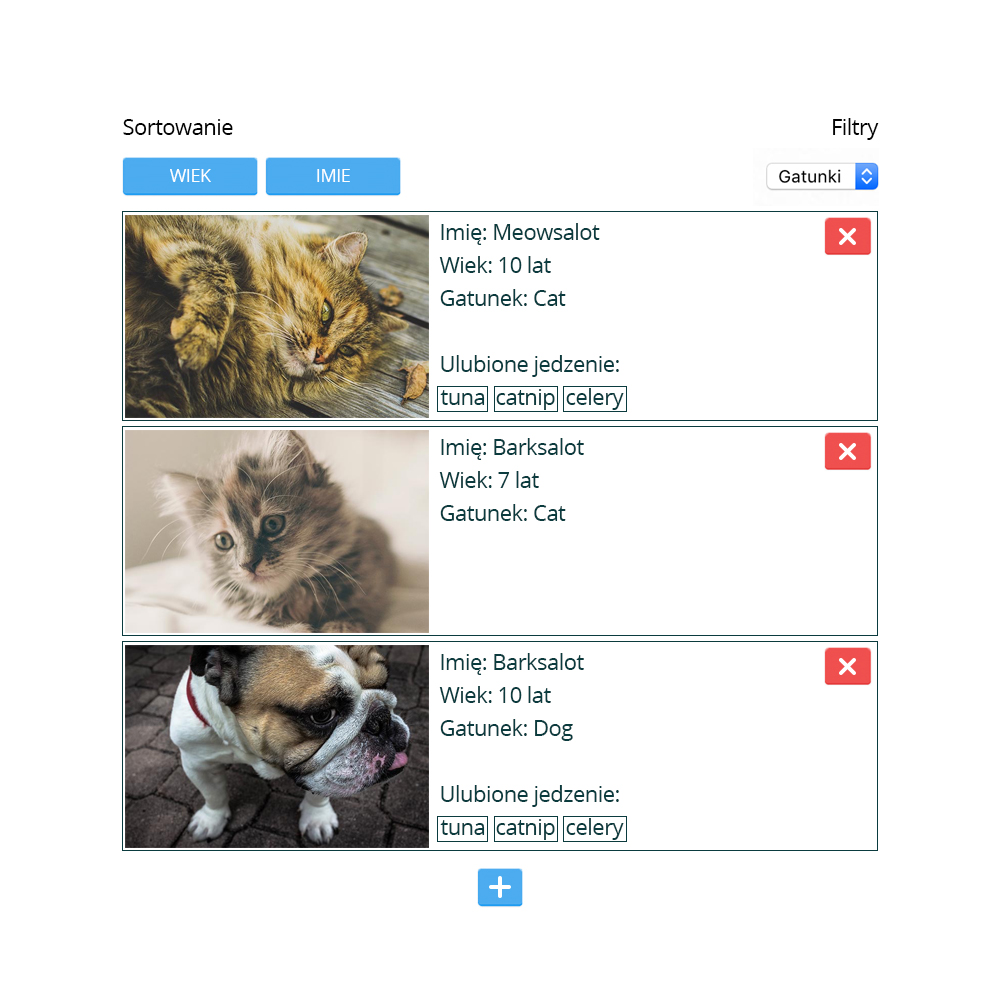 Sortowanie
Filtry
WIEK
IMIE
Gatunki
Imię: Meowsalot
Wiek: 10 lat
Gatunek: Cat
Ulubione jedzenie:
tuna catnip celery
Imię: Barksalot
Wiek: 7 lat
Gatunek: Cat
Imię: Barksalot
Wiek: 10 lat
Gatunek: Dog
Ulubione jedzenie:
tuna catnip celery